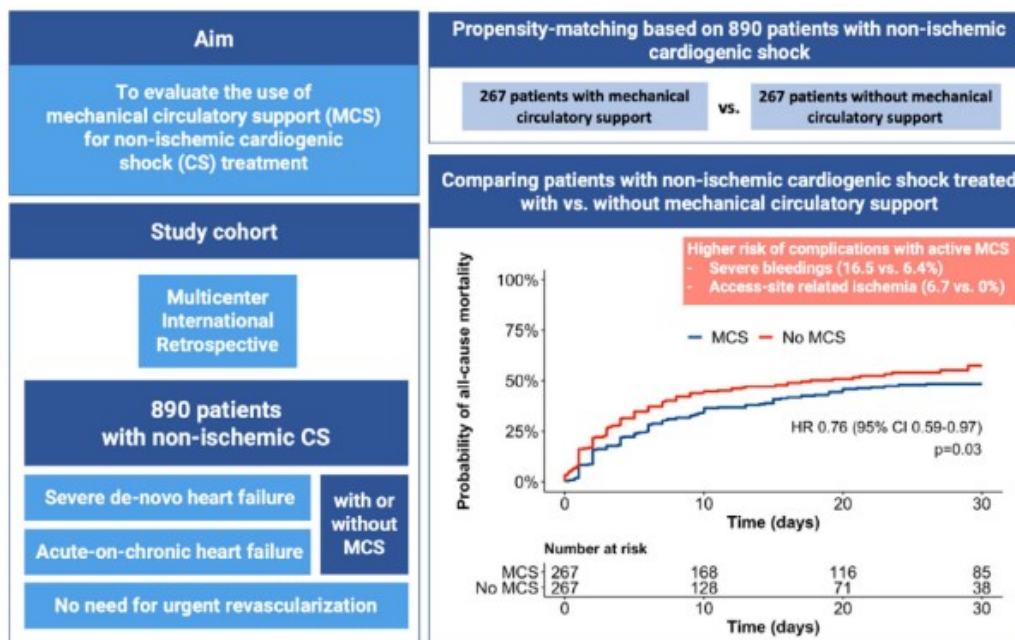 Aim
To evaluate the use of
mechanical circulatory support (MCS)
for non-ischemic cardiogenic
shock (CS) treatment
Study cohort
Multicenter
International
Retrospective
890 patients
with non-ischemic CS
Severe de-novo heart failure
Acute-on-chronic heart failure
with or
without
MCS
No need for urgent revascularization
Propensity-matching based on 890 patients with non-ischemic
cardiogenic shock
267 patients with mechanical
circulatory support
vs.
267 patients without mechanical
circulatory support
Comparing patients with non-ischemic cardiogenic shock treated
with vs. without mechanical circulatory support
Higher risk of complications with active MCS
- Severe bleedings (16.5 vs. 6.4%)
- Access-site related ischemia (6.7 vs. 0%)
Probability of all-cause mortality
100%
75%
50%
25%
0%
MCS No MCS
HR 0.76 (95% CI 0.59-0.97)
p=0.03
0 10 20 30
Time (days)
Number at risk
MCS 267 168 116 85
No MCS 267 128 71 38
0 10 20 30
Time (days)